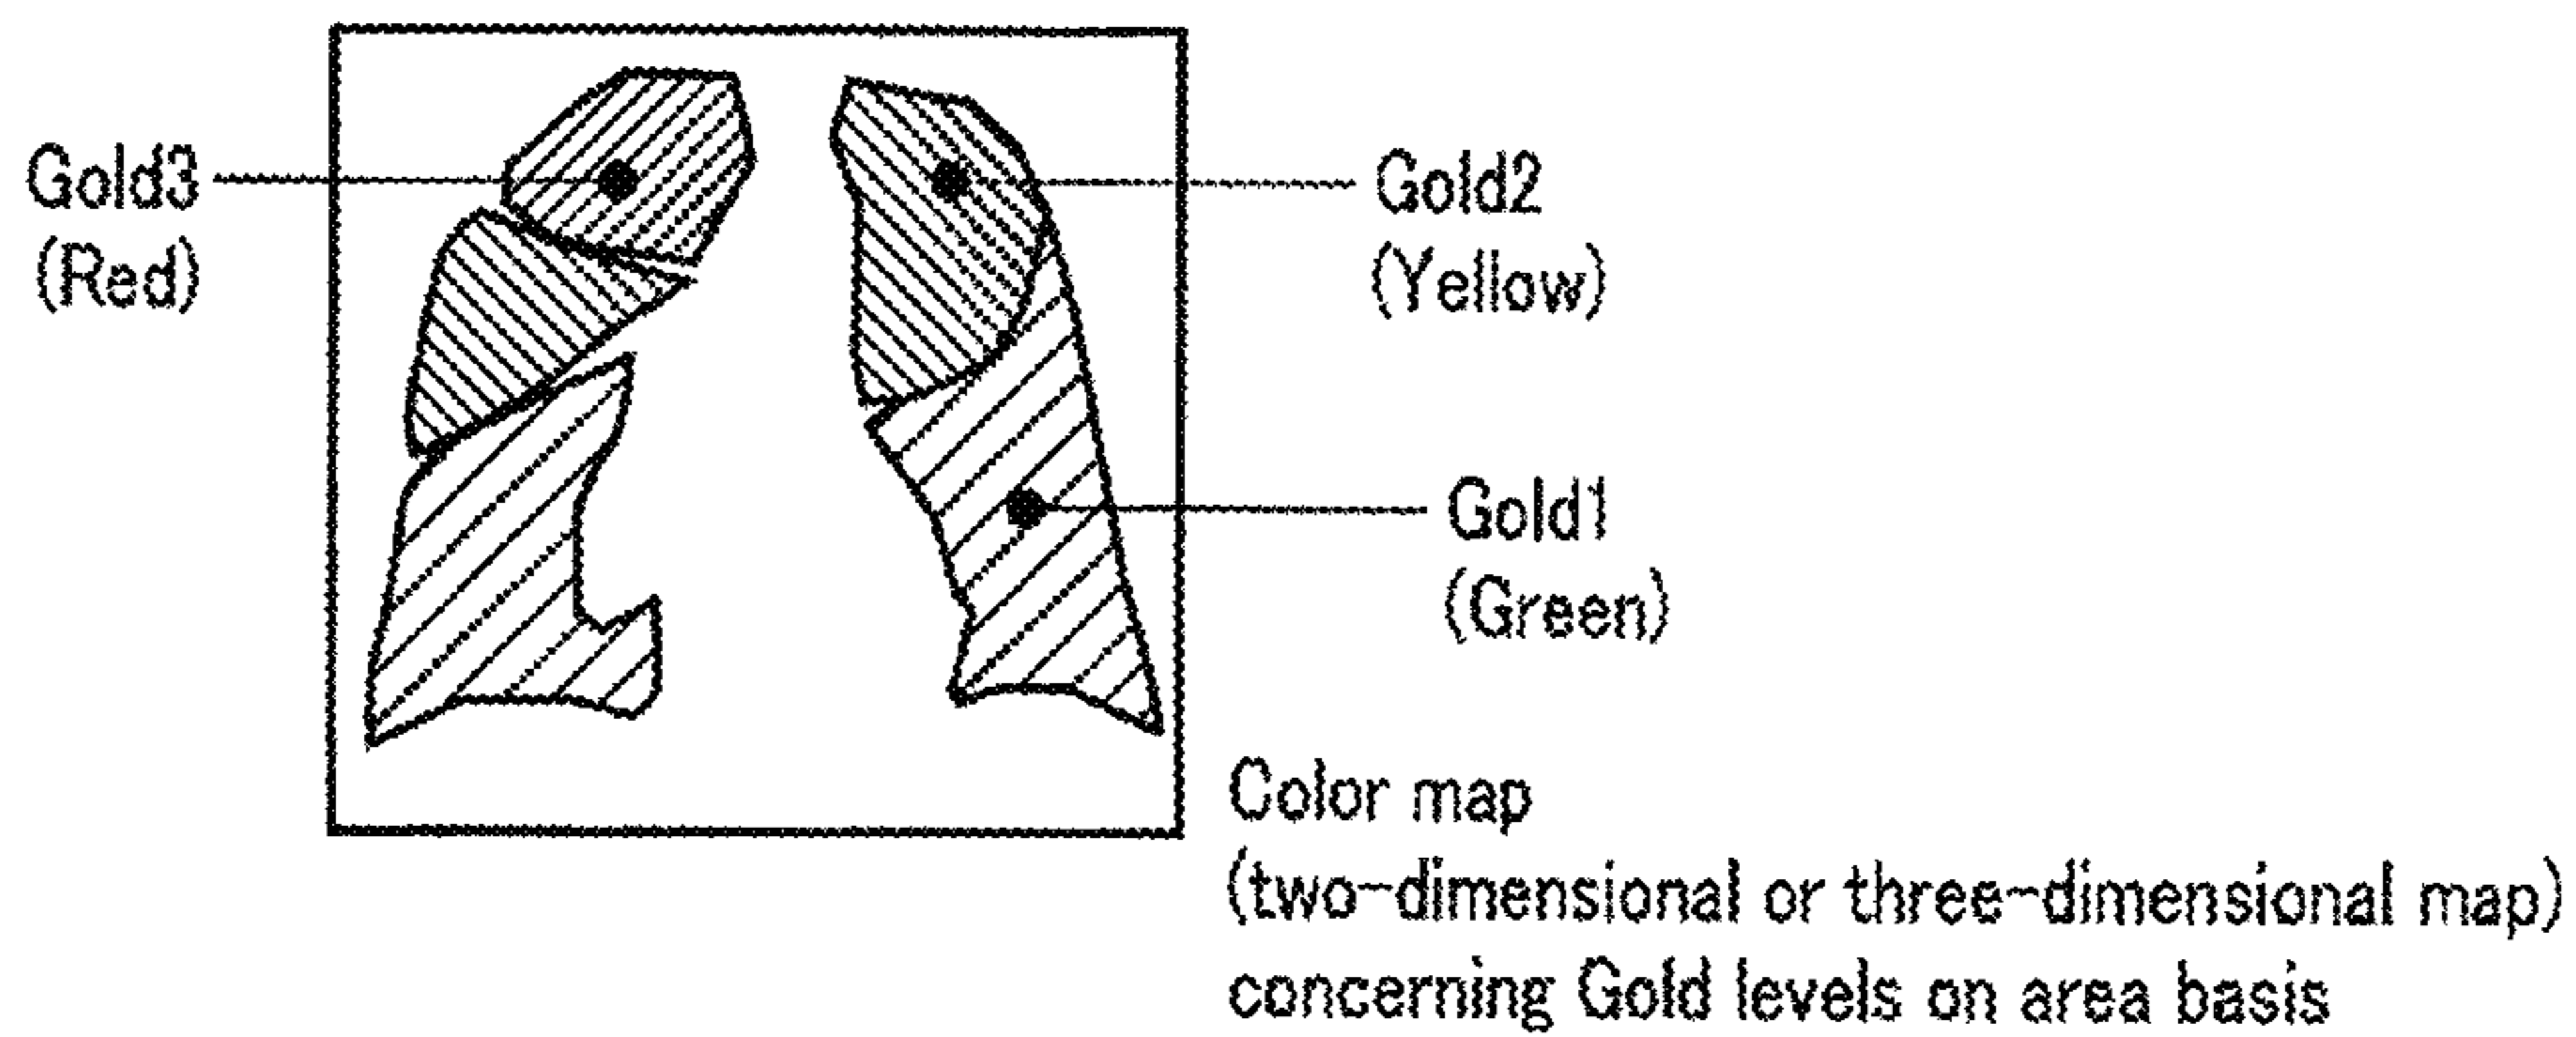 Gold3
(Red)
Gold2
(Yellow)
Gold1
(Green)
Color map
(two-dimensional or three-dimensional map)
concerning Gold levels on area basis